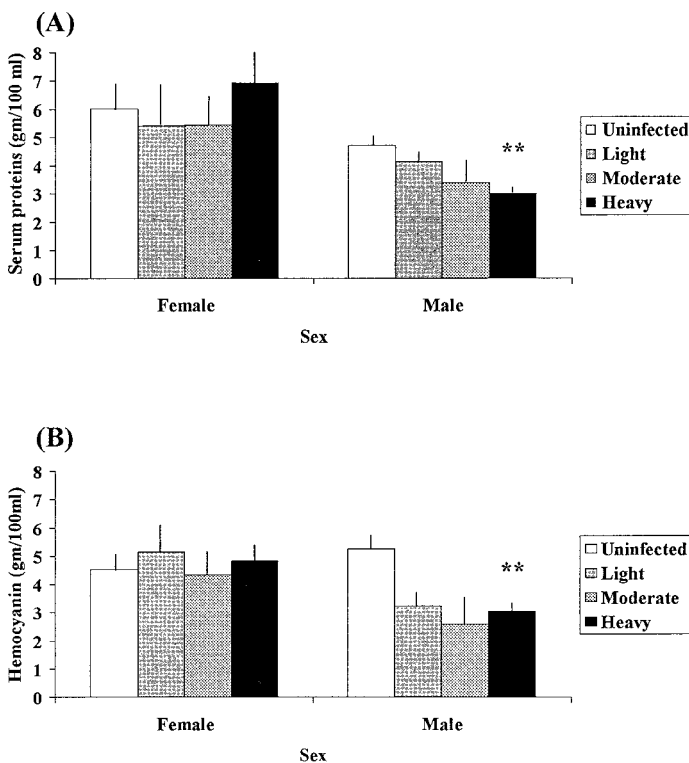 (A)
Serum proteins (gm/100 ml)
8
7
6
5
4
3
2
1
0
**
Female
Male
Sex
Uninfected
Light
Moderate
Heavy
(B)
Hemocyanin (gm/100ml)
8
7
6
5
4
3
2
1
0
**
Female
Male
Sex
Uninfected
Light
Moderate
Heavy